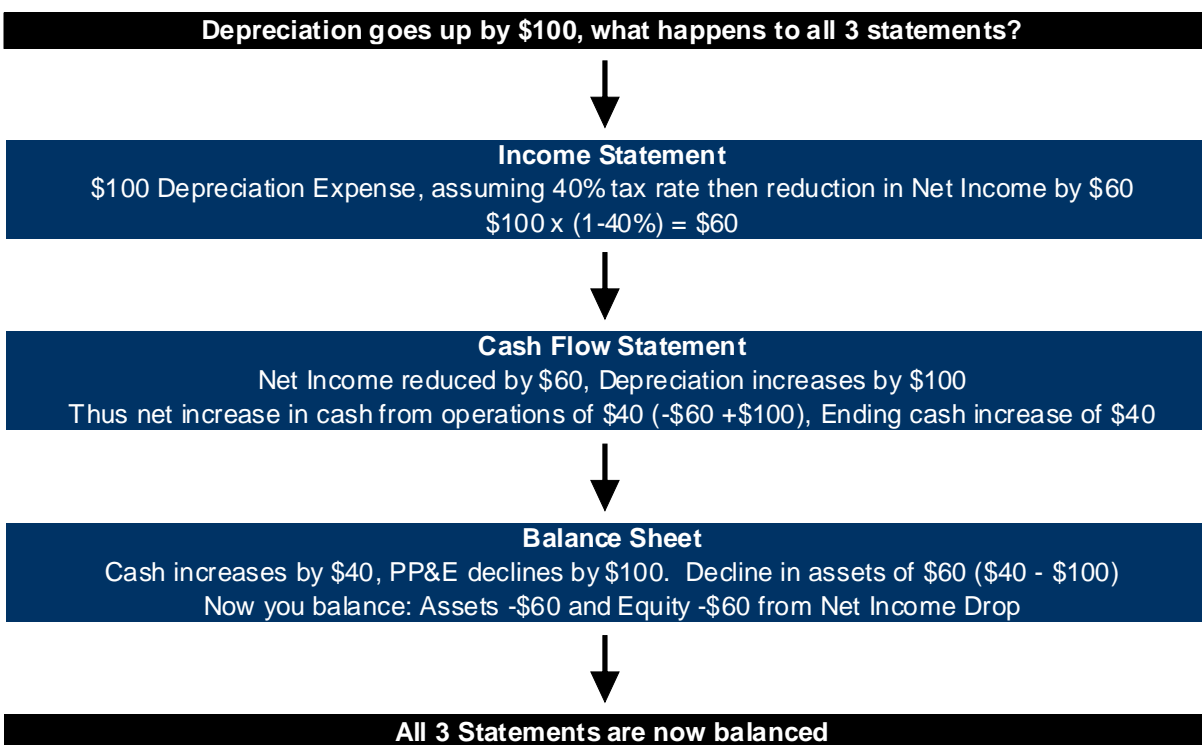 Depreciation goes up by $100, what happens to all 3 statements?
Income Statement
$100 Depreciation Expense, assuming 40% tax rate then reduction in Net Income by $60
$100 x (1-40%) = $60
Cash Flow Statement
Net Income reduced by $60, Depreciation increases by $100
Thus net increase in cash from operations of $40 (-$60 +$100), Ending cash increase of $40
Balance Sheet
Cash increases by $40, PP&E declines by $100.  Decline in assets of $60 ($40 - $100)
Now you balance: Assets -$60 and Equity -$60 from Net Income Drop
All 3 Statements are now balanced